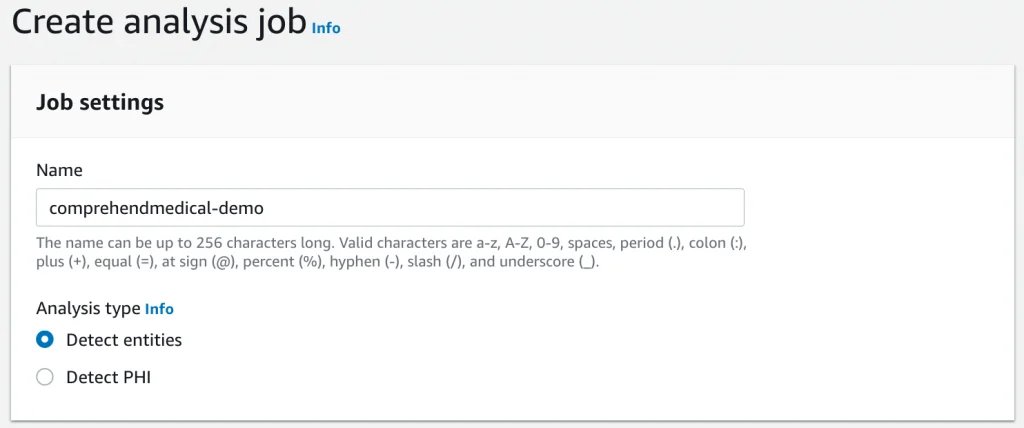 Create analysis job Info
Job settings
Name
comprehendmedical-demo
The name can be up to 256 characters long. Valid characters are a-z, A-Z, 0-9, spaces, period (.), colon (:),
plus (+), equal (=), at sign (@), percent (%), hyphen (-), slash (/), and underscore (_).
Analysis type Info
Detect entities
Detect PHI